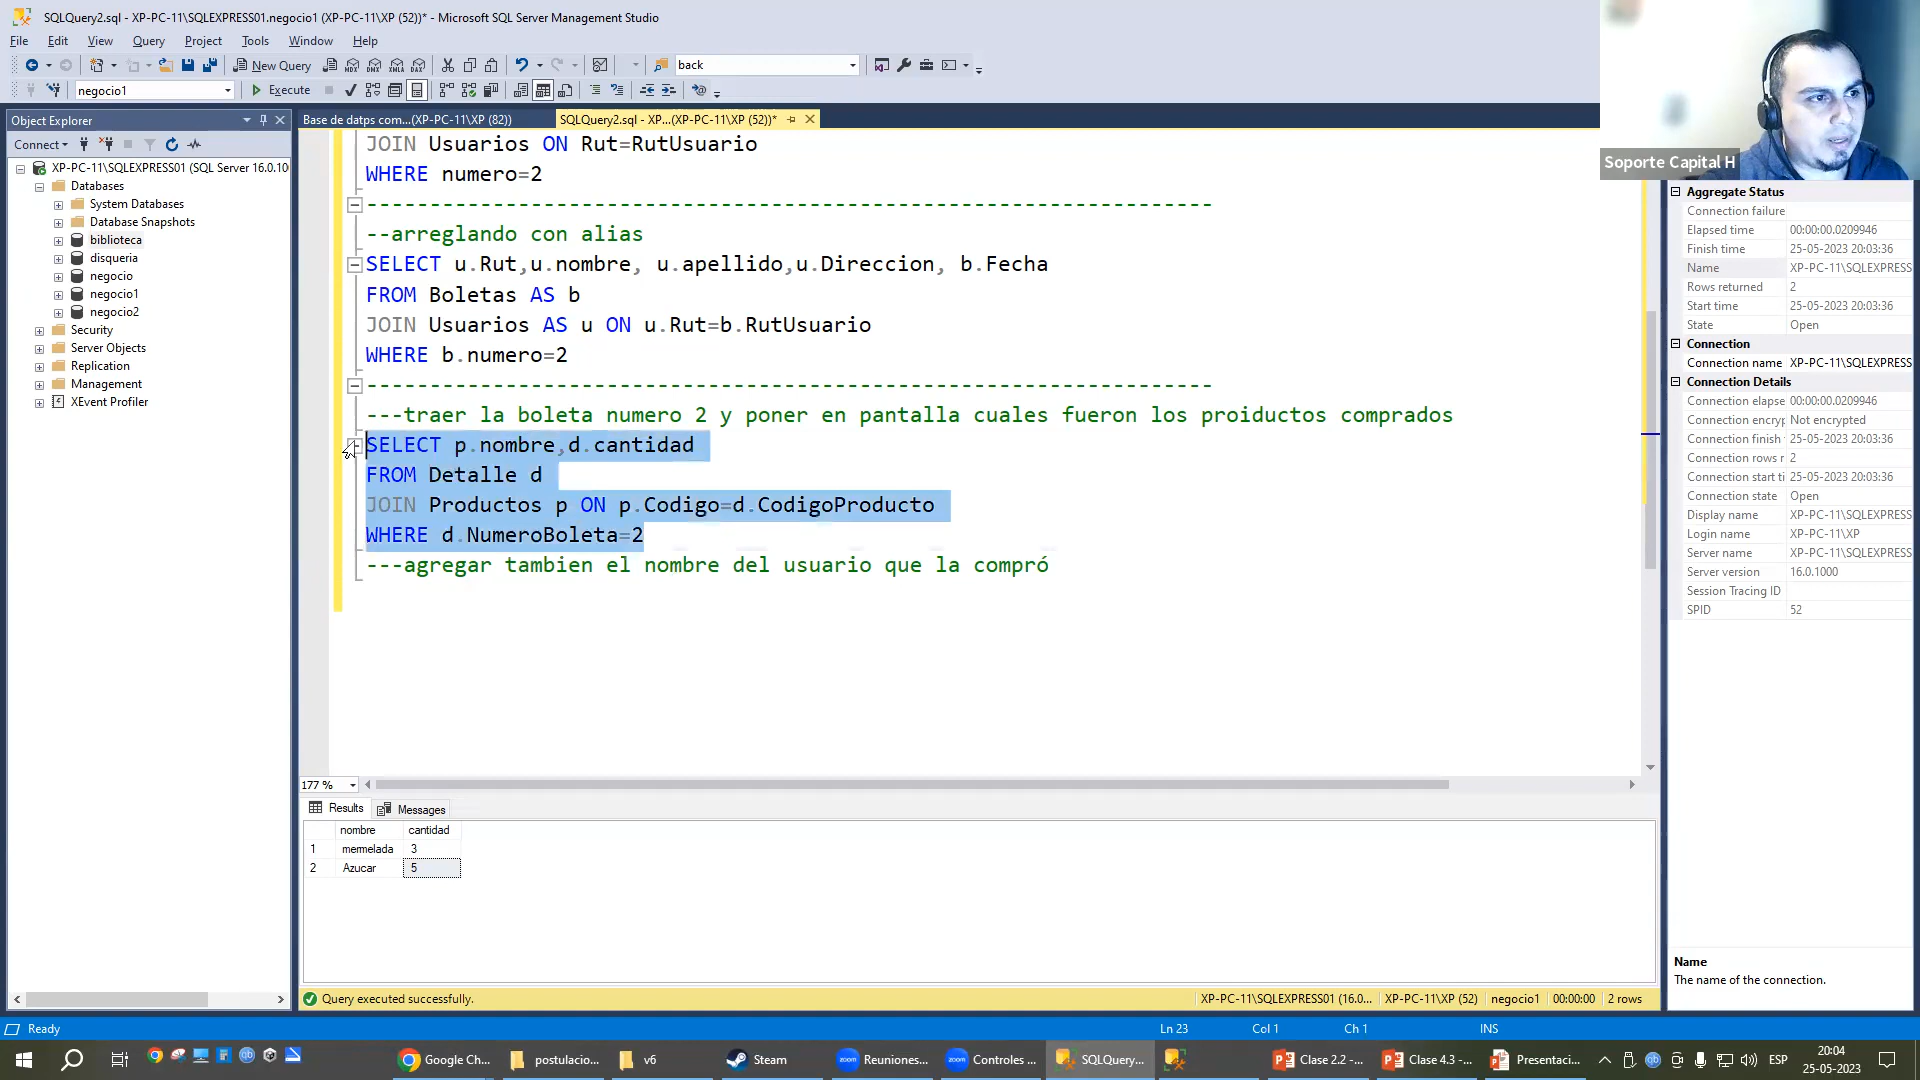 SQLQuery2.sql - XP-PC-11\SQLEXPRESS01.negocio1 (XP-PC-11\XP (52))* - Microsoft SQL Server Management Studio
File Edit View Query Project Tools Window Help
New Query back
negocio1 Execute
Object Explorer
Connect
XP-PC-11\SQLEXPRESS01 (SQL Server 16.0.10
Databases
System Databases
Database Snapshots
biblioteca
disqueria
negocio
negocio1
negocio2
Security
Server Objects
Replication
Management
XEvent Profiler
Base de datps com...(XP-PC-11\XP (82))
SQLQuery2.sql - XP...(XP-PC-11\XP (52))*
JOIN Usuarios ON Rut=RutUsuario
WHERE numero=2
-------------------------------------------------------------------
--arreglando con alias
SELECT u.Rut,u.nombre, u.apellido,u.Direccion, b.Fecha
FROM Boletas AS b
JOIN Usuarios AS u ON u.Rut=b.RutUsuario
WHERE b.numero=2
-------------------------------------------------------------------
---traer la boleta numero 2 y poner en pantalla cuales fueron los proiductos comprados
SELECT p.nombre,d.cantidad
FROM Detalle d
JOIN Productos p ON p.Codigo=d.CodigoProducto
WHERE d.NumeroBoleta=2
---agregar tambien el nombre del usuario que la compró
177 %
Results Messages
nombre cantidad
1 mermelada 3
2 Azucar 5
Query executed successfully.
XP-PC-11\SQLEXPRESS01 (16.0... XP-PC-11\XP (52) negocio1 00:00:00 2 rows
Soporte Capital H
Aggregate Status
Connection failure
Elapsed time 00:00:00.0209946
Finish time 25-05-2023 20:03:36
Name XP-PC-11\SQLEXPRESS
Rows returned 2
Start time 25-05-2023 20:03:36
State Open
Connection
Connection name XP-PC-11\SQLEXPRESS
Connection Details
Connection elapse 00:00:00.0209946
Connection encryp Not encrypted
Connection finish 25-05-2023 20:03:36
Connection rows r 2
Connection start ti 25-05-2023 20:03:36
Connection state Open
Display name XP-PC-11\SQLEXPRESS
Login name XP-PC-11\XP
Server name XP-PC-11\SQLEXPRESS
Server version 16.0.1000
Session Tracing ID
SPID 52
Name
The name of the connection.
Ready Ln 23 Col 1 Ch 1 INS
Google Ch... postulacio... v6 Steam Reuniones... Controles ... SQLQuery... Clase 2.2 -... Clase 4.3 -... Presentaci... ESP
20:04
25-05-2023